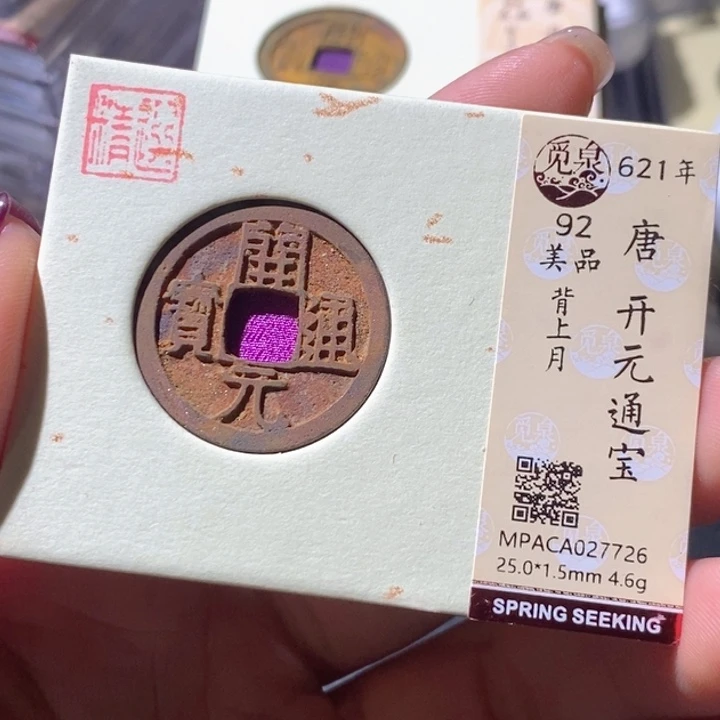 開元通寶
覓泉
621年
92
美品
背上月
唐开元通宝
MPACA027726
25.0*1.5mm 4.6g
SPRING SEEKING